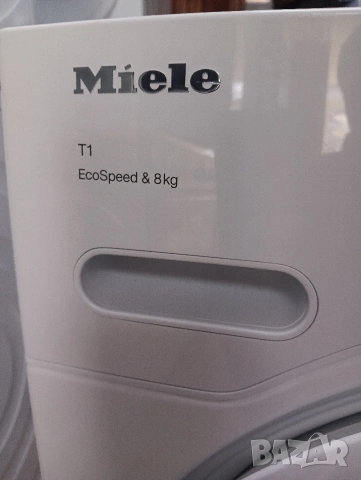 Miele
T1
EcoSpeed & 8kg
BAZAR